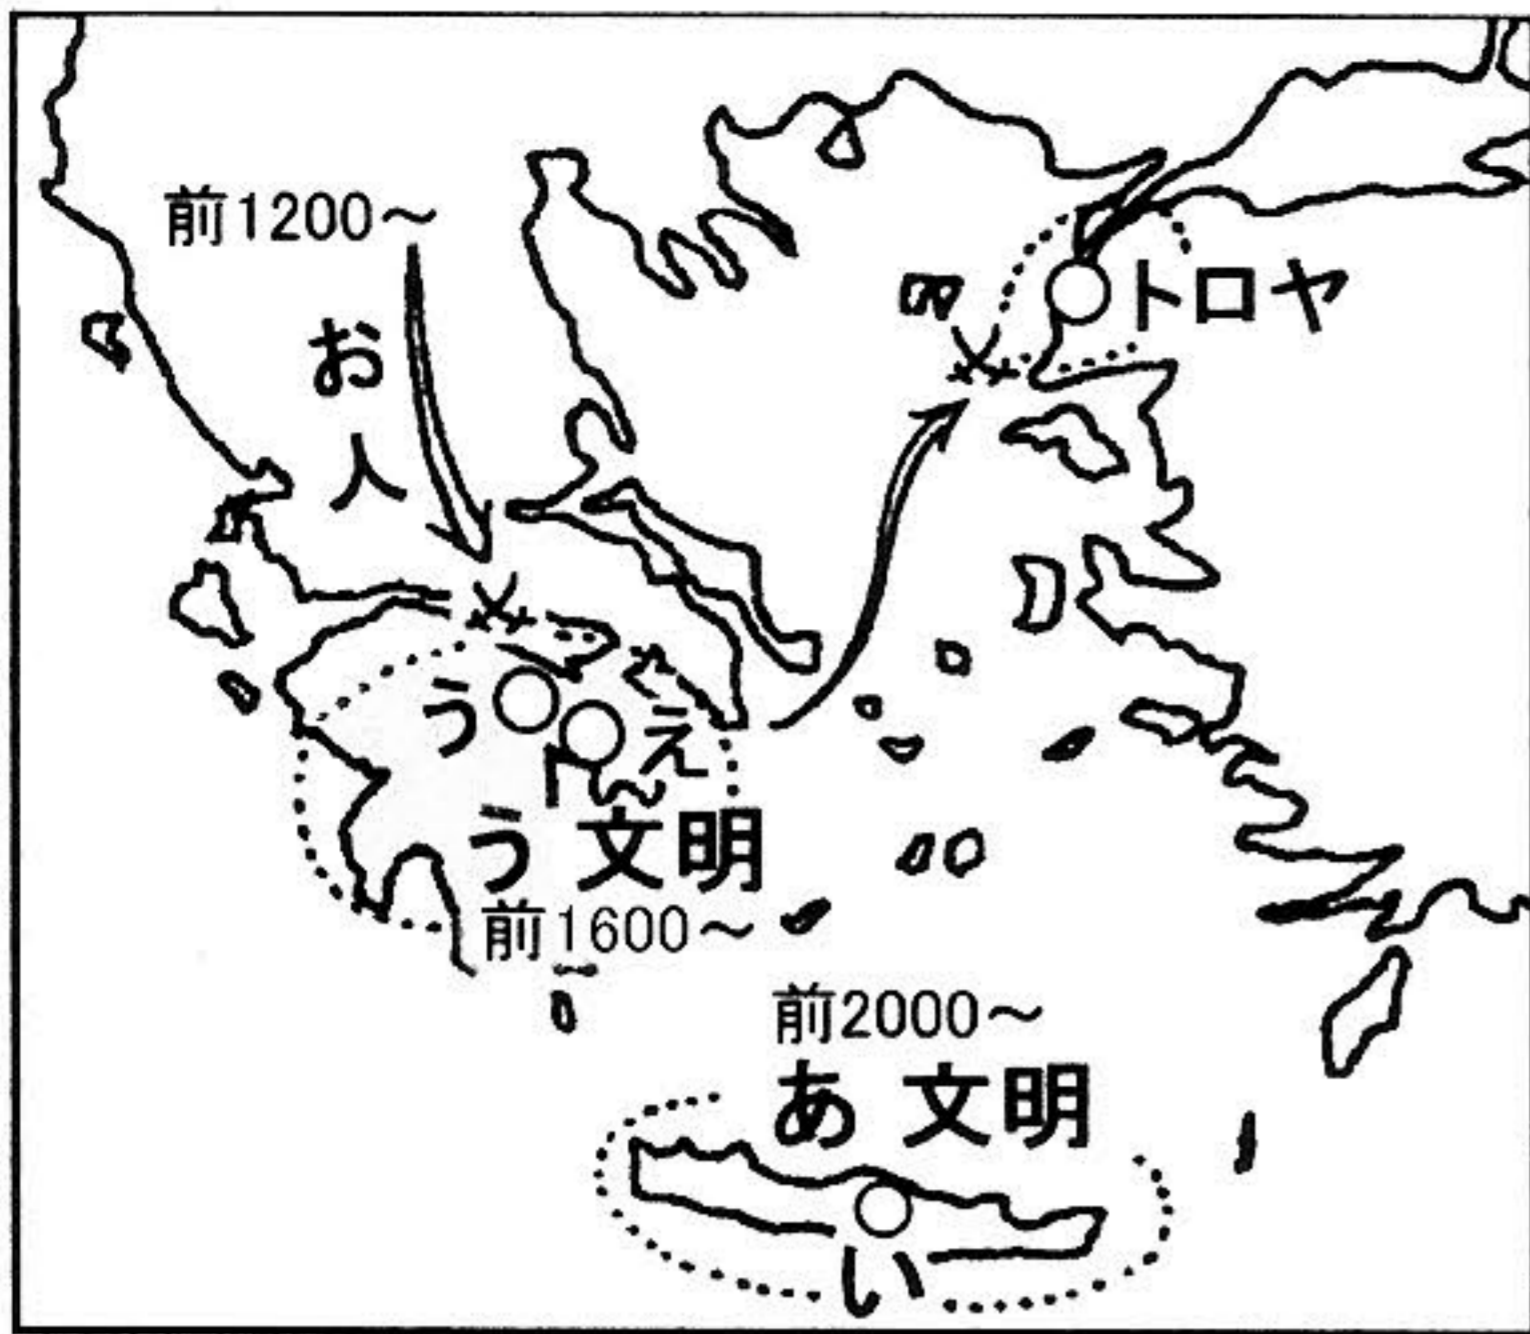 前1200～
お
人
トロヤ
う
え
う 文明
前1600～
前2000～
あ 文明
い